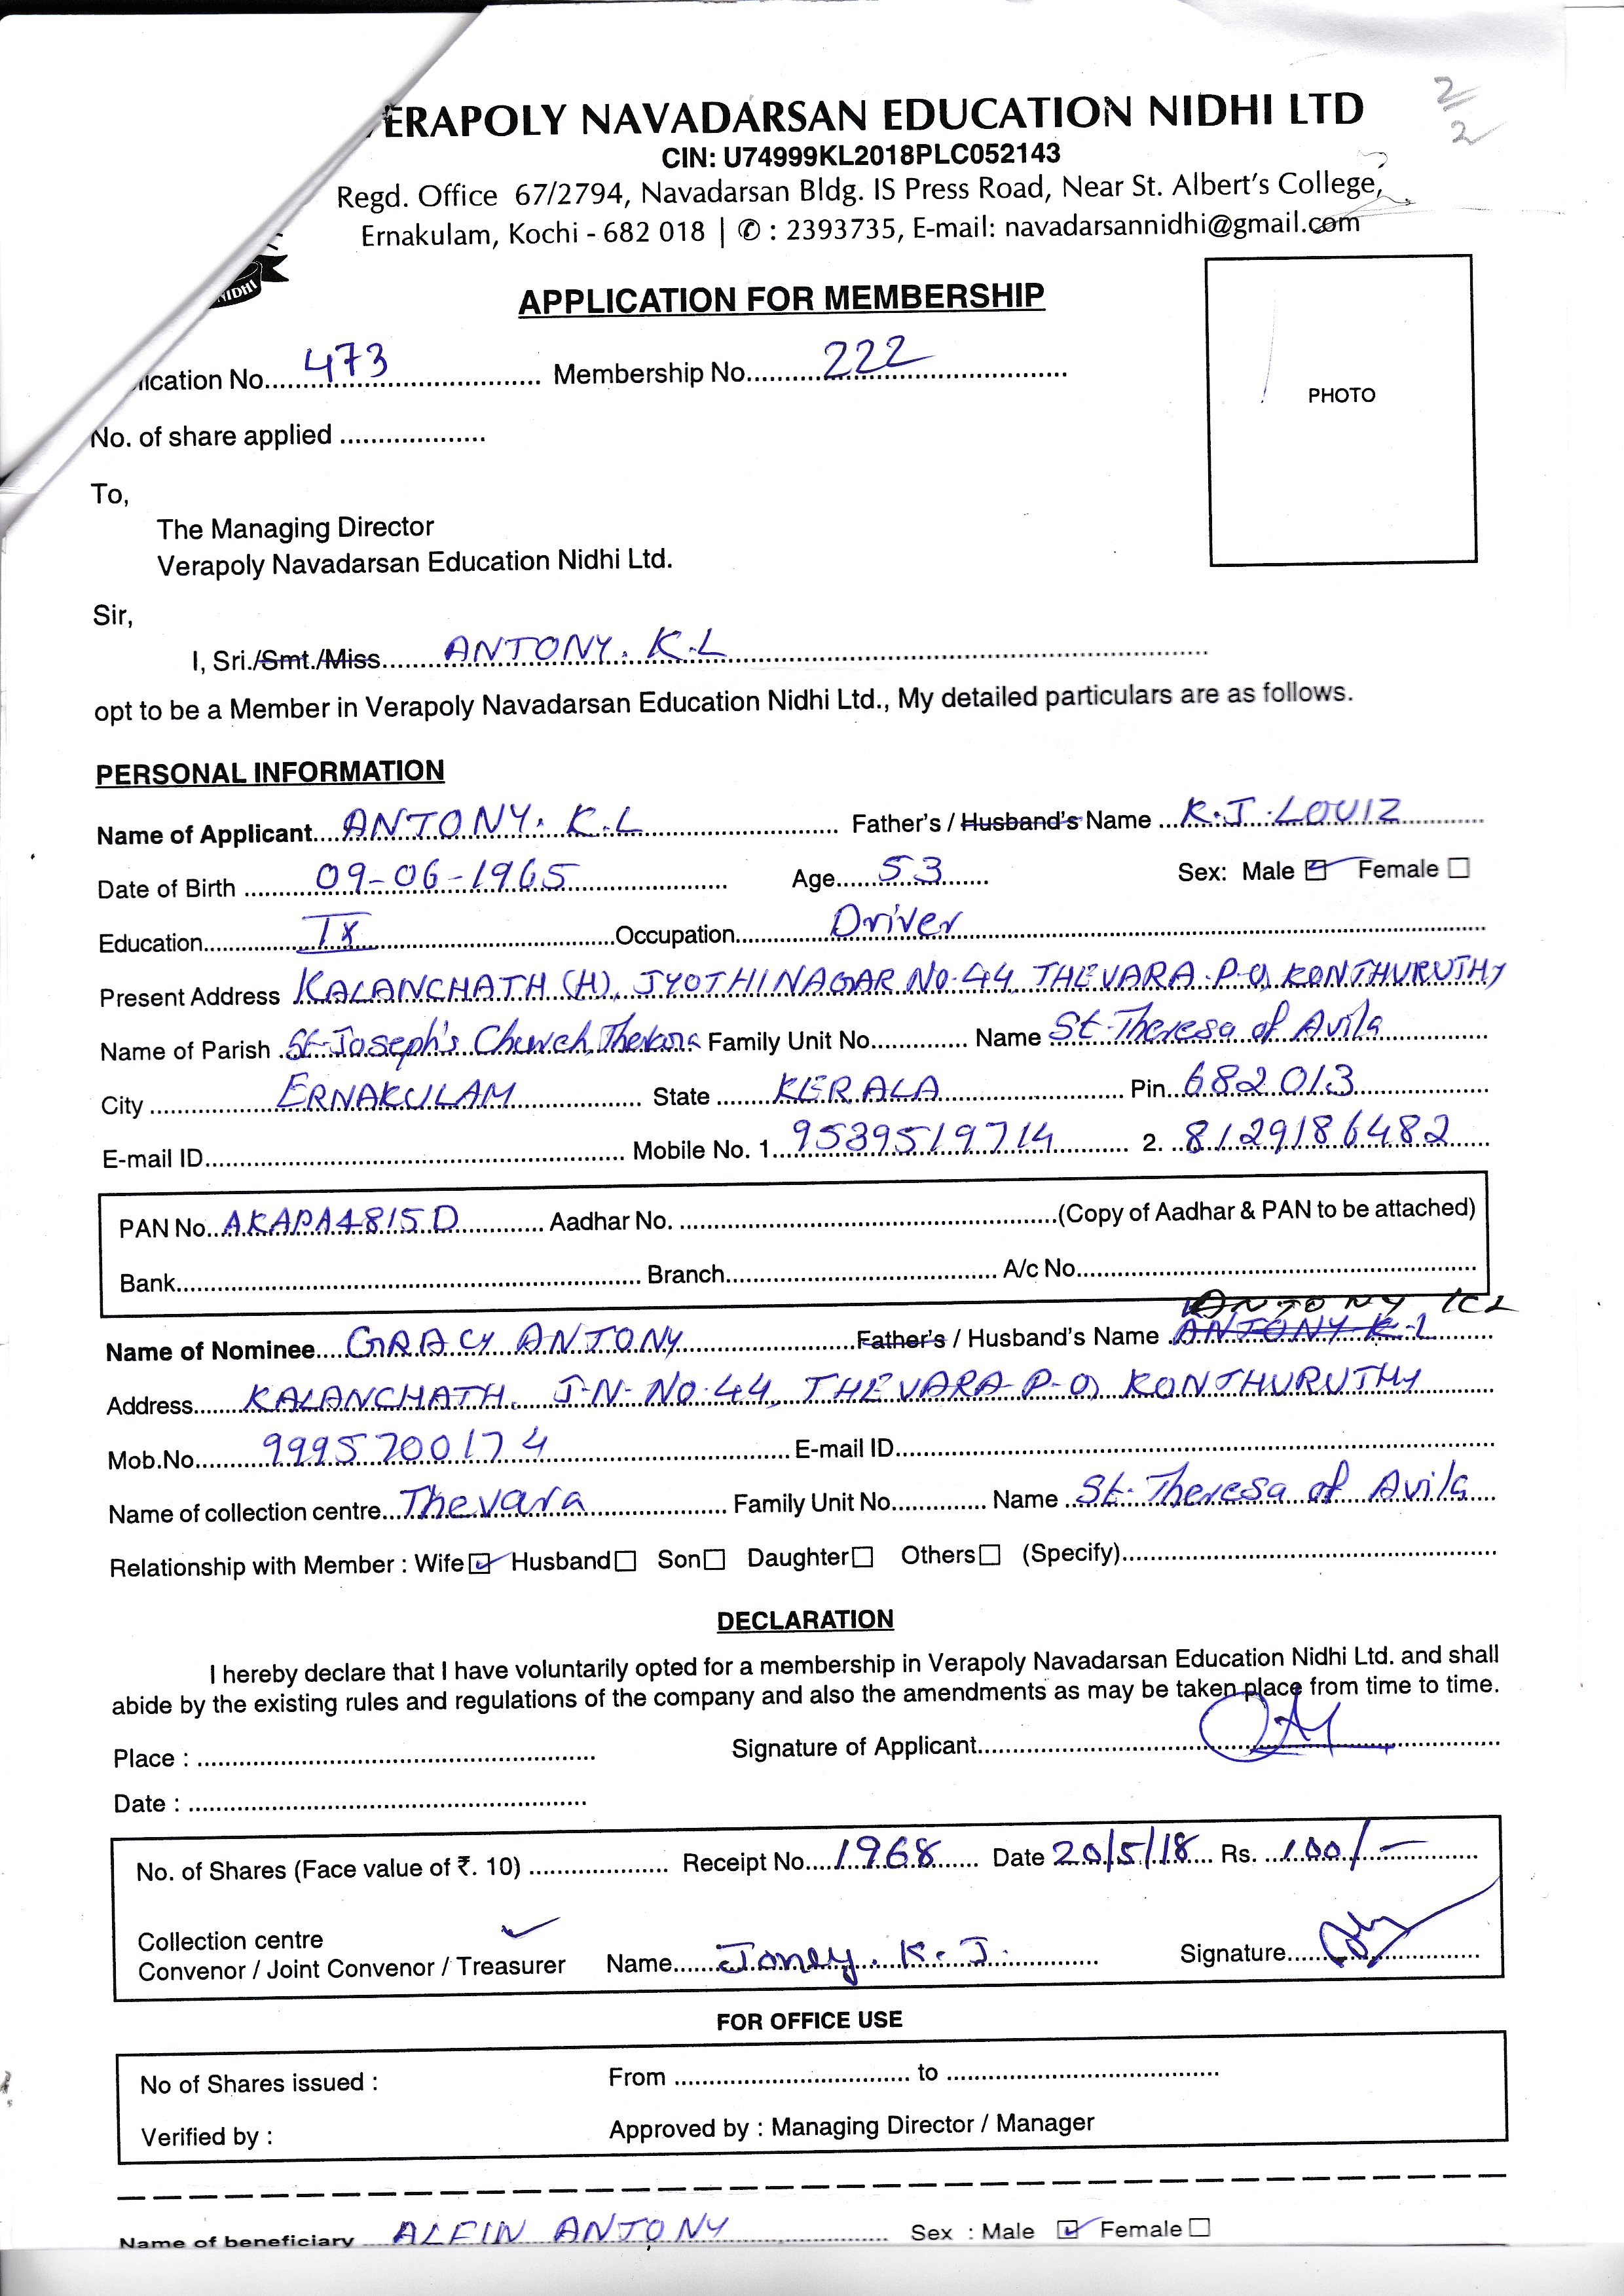 ERAPOLY NAVADARSAN EDUCATION NIDHI LTD
CIN: U74999KL2018PLC052143
Regd. Office 67/2794, Navadarsan Bldg. IS Press Road, Near St. Albert's College,
Ernakulam, Kochi - 682 018 | ✆ : 2393735, E-mail: navadarsannidhi@gmail.com
2/2
NIDHI
APPLICATION FOR MEMBERSHIP
PHOTO
lication No. 473 Membership No. 222
No. of share applied
To,
The Managing Director
Verapoly Navadarsan Education Nidhi Ltd.
Sir,
I, Sri./Smt./Miss ANTONY. K.L
opt to be a Member in Verapoly Navadarsan Education Nidhi Ltd., My detailed particulars are as follows.
PERSONAL INFORMATION
Name of Applicant ANTONY. K.L Father's / Husband's Name K.J. LOUIZ
Date of Birth 09-06-1965 Age 53 Sex: Male ☑ Female ☐
Education IX Occupation Driver
Present Address KALANCHATH (H), JYOTHINAGAR NO-44, THEVARA-P-O, KONTHURUTHY
Name of Parish St-Joseph's Church, Family Unit No. Name St-Theresa of Avila
City ERNAKULAM State KERALA Pin 682013
E-mail ID Mobile No. 1. 9539519714 2. 8129186482
PAN No. AKAPA4815D Aadhar No. (Copy of Aadhar & PAN to be attached)
Bank Branch A/c No.
ANTONY KL
Name of Nominee GRACY ANTONY Father's / Husband's Name ANTONY K-L
Address KALANCHATH, J-N-NO-44, THEVARA-P-O, KONTHURUTHY
Mob.No. 9995700174 E-mail ID
Name of collection centre Thevara Family Unit No. Name St-Theresa of Avila
Relationship with Member : Wife ☑ Husband ☐ Son ☐ Daughter ☐ Others ☐ (Specify)
DECLARATION
I hereby declare that I have voluntarily opted for a membership in Verapoly Navadarsan Education Nidhi Ltd. and shall
abide by the existing rules and regulations of the company and also the amendments as may be taken place from time to time.
Place : Signature of Applicant
Date :
No. of Shares (Face value of ₹. 10) Receipt No. 1968 Date 20/5/18 Rs. 100/-
Collection centre
Convenor / Joint Convenor / Treasurer Name Joney. K. J. Signature
FOR OFFICE USE
No of Shares issued : From to
Verified by : Approved by : Managing Director / Manager
Name of beneficiary ALFIN ANTONY Sex : Male ☑ Female ☐